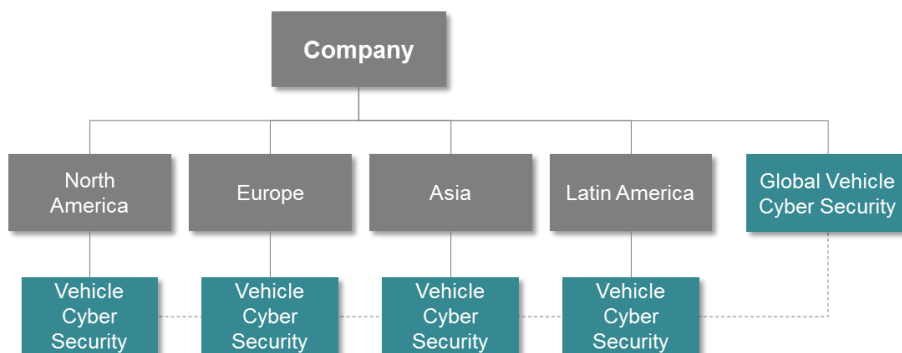 Company
North
America
Europe
Asia
Latin America
Global Vehicle
Cyber Security
Vehicle
Cyber
Security
Vehicle
Cyber
Security
Vehicle
Cyber
Security
Vehicle
Cyber
Security